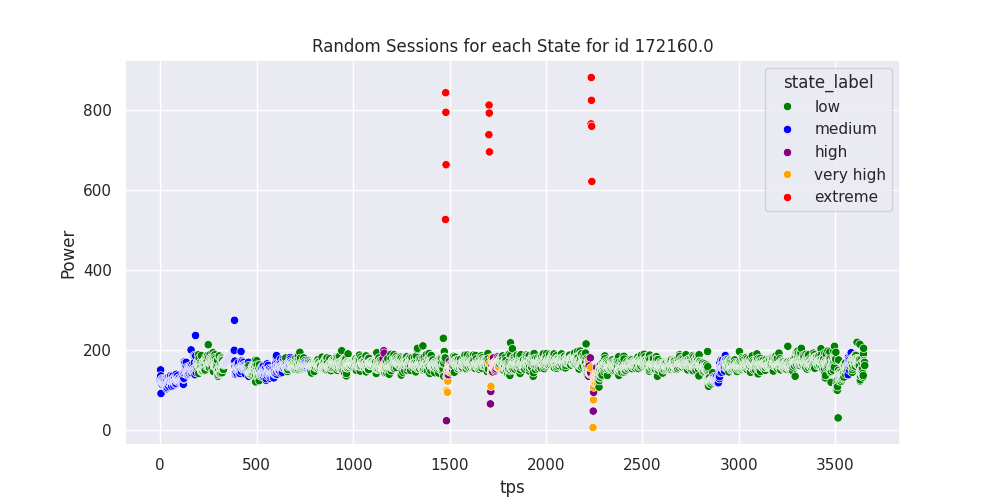 Random Sessions for each State for id 172160.0
state_label
low
medium
high
very high
extreme
Power
800
600
400
200
0
0 500 1000 1500 2000 2500 3000 3500
tps